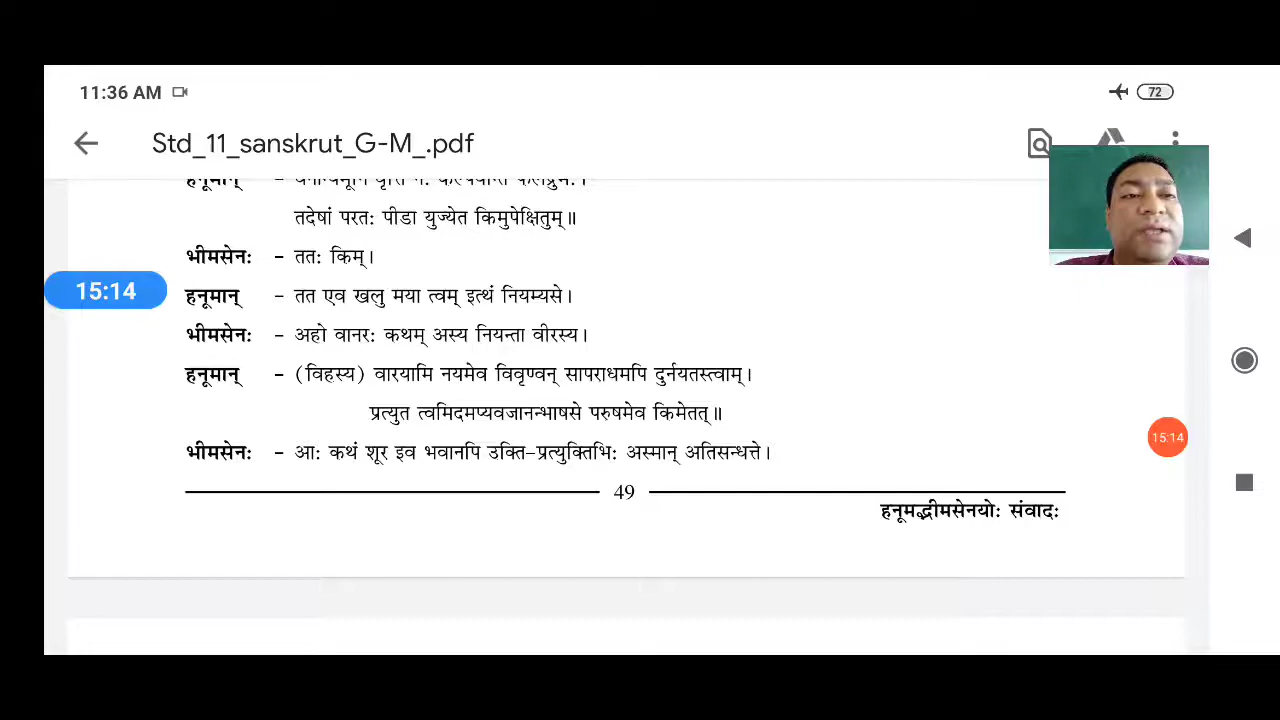 11:36 AM 72
Std_11_sanskrut_G-M_.pdf
हनूमान् -
तदेषां परतः पीडा युज्येत किमुपेक्षितुम्॥
भीमसेनः - ततः किम्।
15:14
हनूमान् - तत एव खलु मया त्वम् इत्थं नियम्यसे।
भीमसेनः - अहो वानरः कथम् अस्य नियन्ता वीरस्य।
हनूमान् - (विहस्य) वारयामि नयमेव विवृण्वन् सापराधमपि दुर्नयतस्त्वाम्।
प्रत्युत त्वमिदमप्यवजानन्भाषसे परुषमेव किमेतत्॥
15:14
भीमसेनः - आः कथं शूर इव भवानपि उक्ति-प्रत्युक्तिभिः अस्मान् अतिसन्धत्ते।
49
हनूमद्भीमसेनयोः संवादः